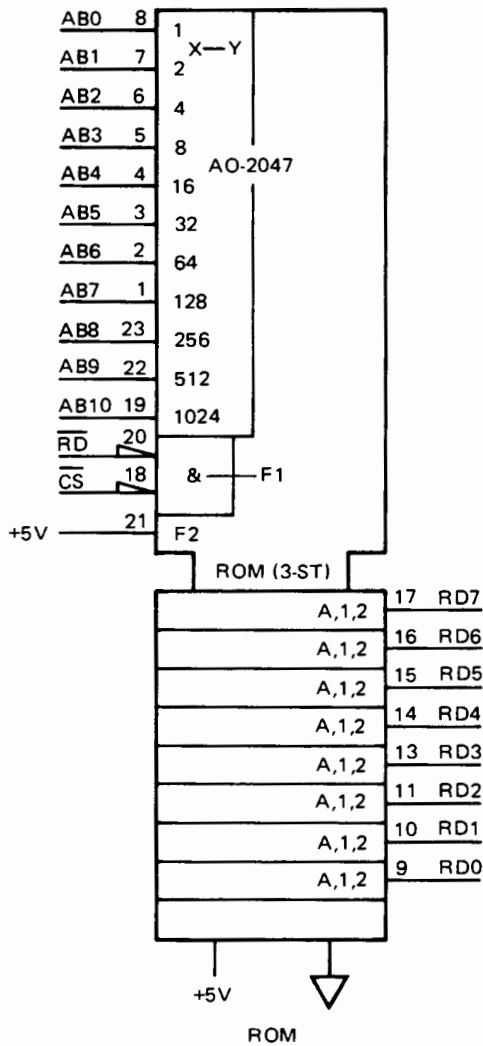 AB0 8 1
X—Y
AB1 7 2
AB2 6 4
AB3 5 8
AO-2047
AB4 4 16
AB5 3 32
AB6 2 64
AB7 1 128
AB8 23 256
AB9 22 512
AB10 19 1024
R̅D̅ 20
& F1
C̅S̅ 18
+5V 21 F2
ROM (3-ST)
A,1,2 17 RD7
A,1,2 16 RD6
A,1,2 15 RD5
A,1,2 14 RD4
A,1,2 13 RD3
A,1,2 11 RD2
A,1,2 10 RD1
A,1,2 9 RD0
+5V
ROM